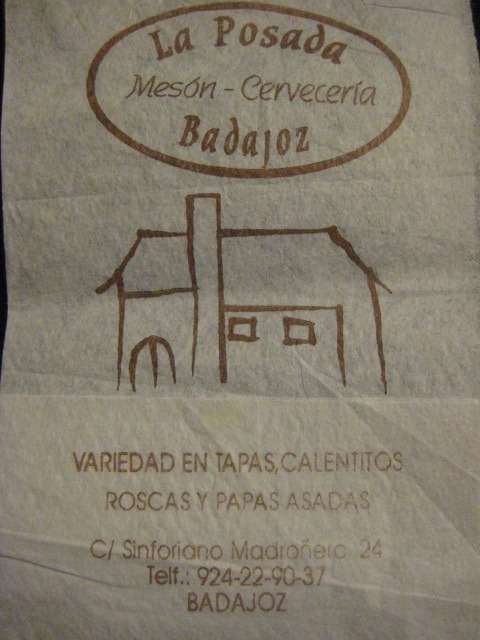 La Posada
Mesón - Cervecería
Badajoz
VARIEDAD EN TAPAS, CALENTITOS
ROSCAS Y PAPAS ASADAS
C/ Sinforiano Madroñero 24
Telf.: 924-22-90-37
BADAJOZ